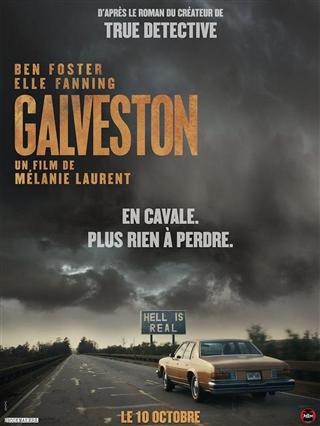 D'APRÈS LE ROMAN DU CRÉATEUR DE
TRUE DETECTIVE
BEN FOSTER
ELLE FANNING
GALVESTON
UN FILM DE
MÉLANIE LAURENT
EN CAVALE.
PLUS RIEN À PERDRE.
HELL IS
REAL
LE 10 OCTOBRE